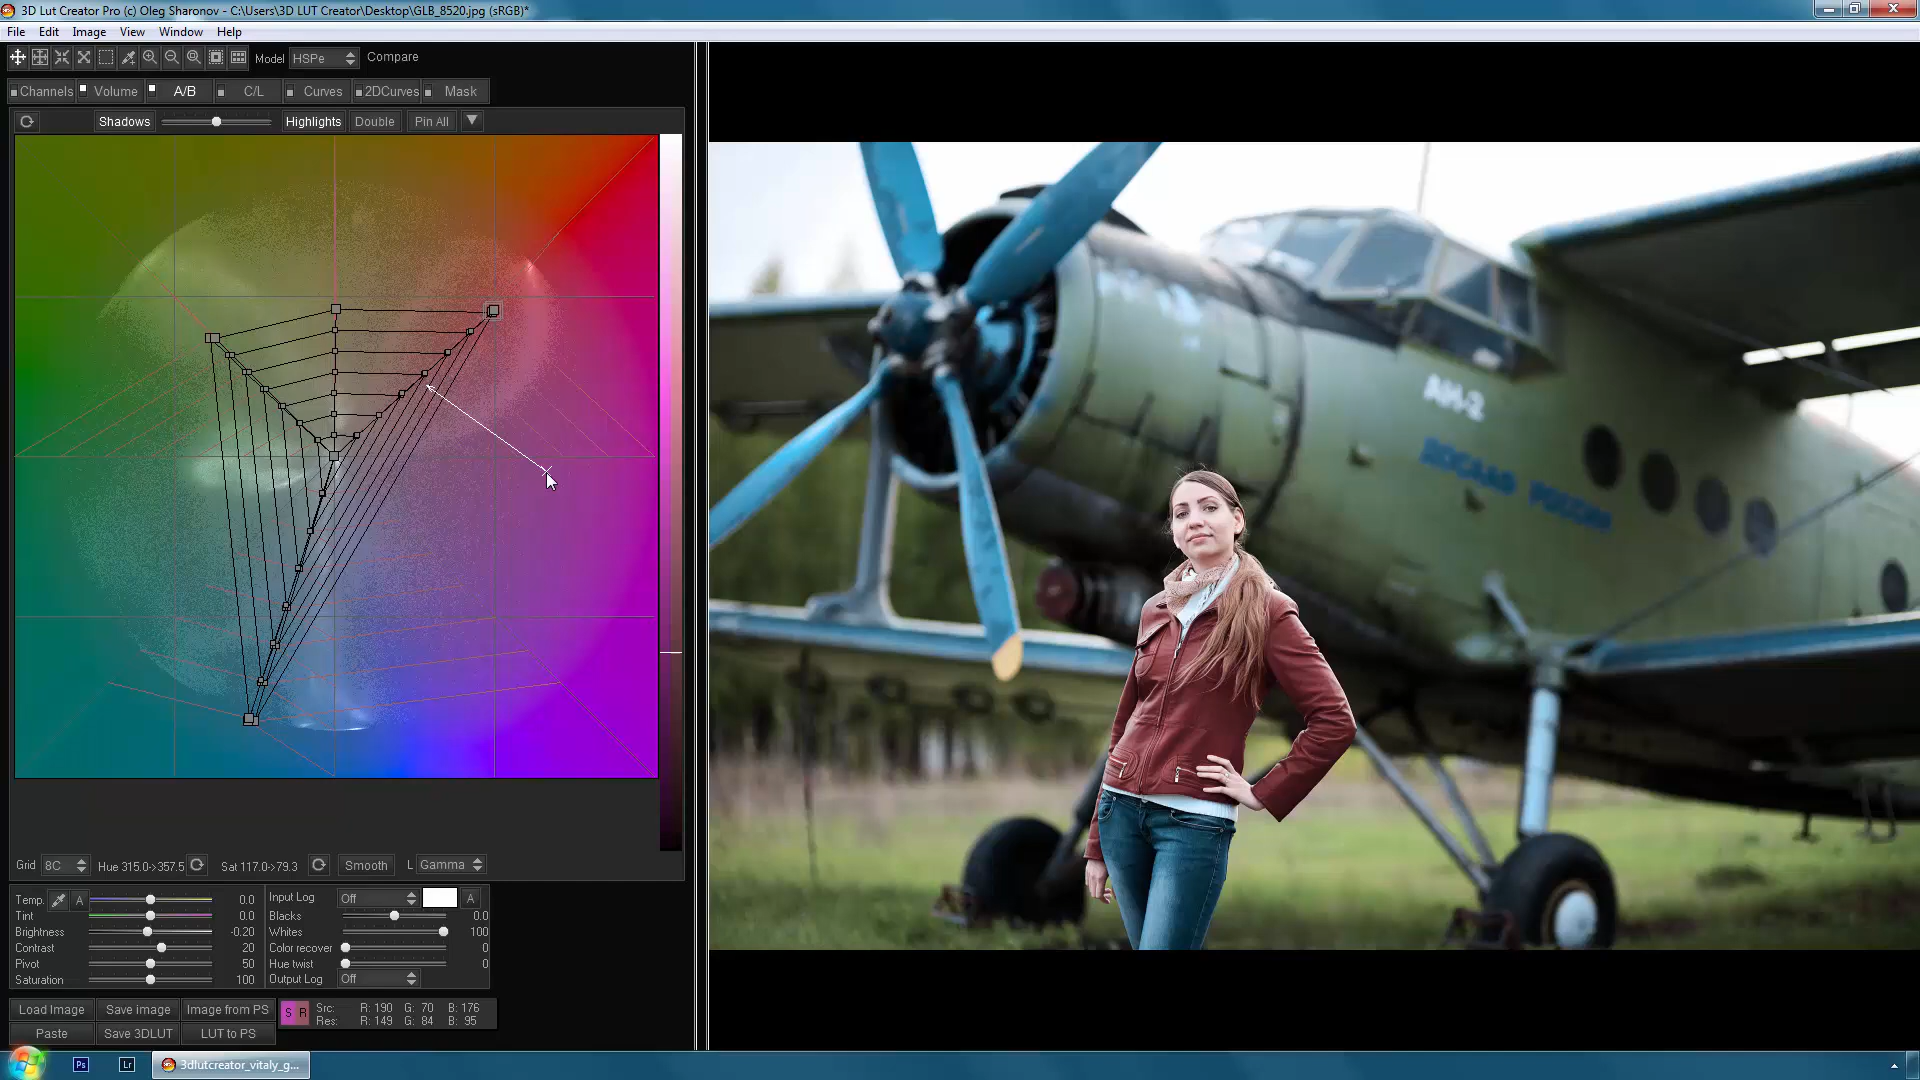 3D Lut Creator Pro (c) Oleg Sharonov - C:\Users\3D LUT Creator\Desktop\GLB_8520.jpg (sRGB)*
File Edit Image View Window Help
Model HSPe Compare
Channels Volume A/B C/L Curves 2DCurves Mask
Shadows Highlights Double Pin All
АН-2
ДОСААФ РОССИИ
Grid 8C Hue 315.0->357.5 Sat 117.0->79.3 Smooth L Gamma
Temp. A 0.0
Tint 0.0
Brightness -0.20
Contrast 20
Pivot 50
Saturation 100
Input Log Off A
Blacks 0.0
Whites 100
Color recover 0
Hue twist 0
Output Log Off
Load Image Save image Image from PS
Paste Save 3DLUT LUT to PS
S R
Src: R: 190 G: 70 B: 176
Res: R: 149 G: 84 B: 95
Ps Lr 3dlutcreator_vitaly_g...